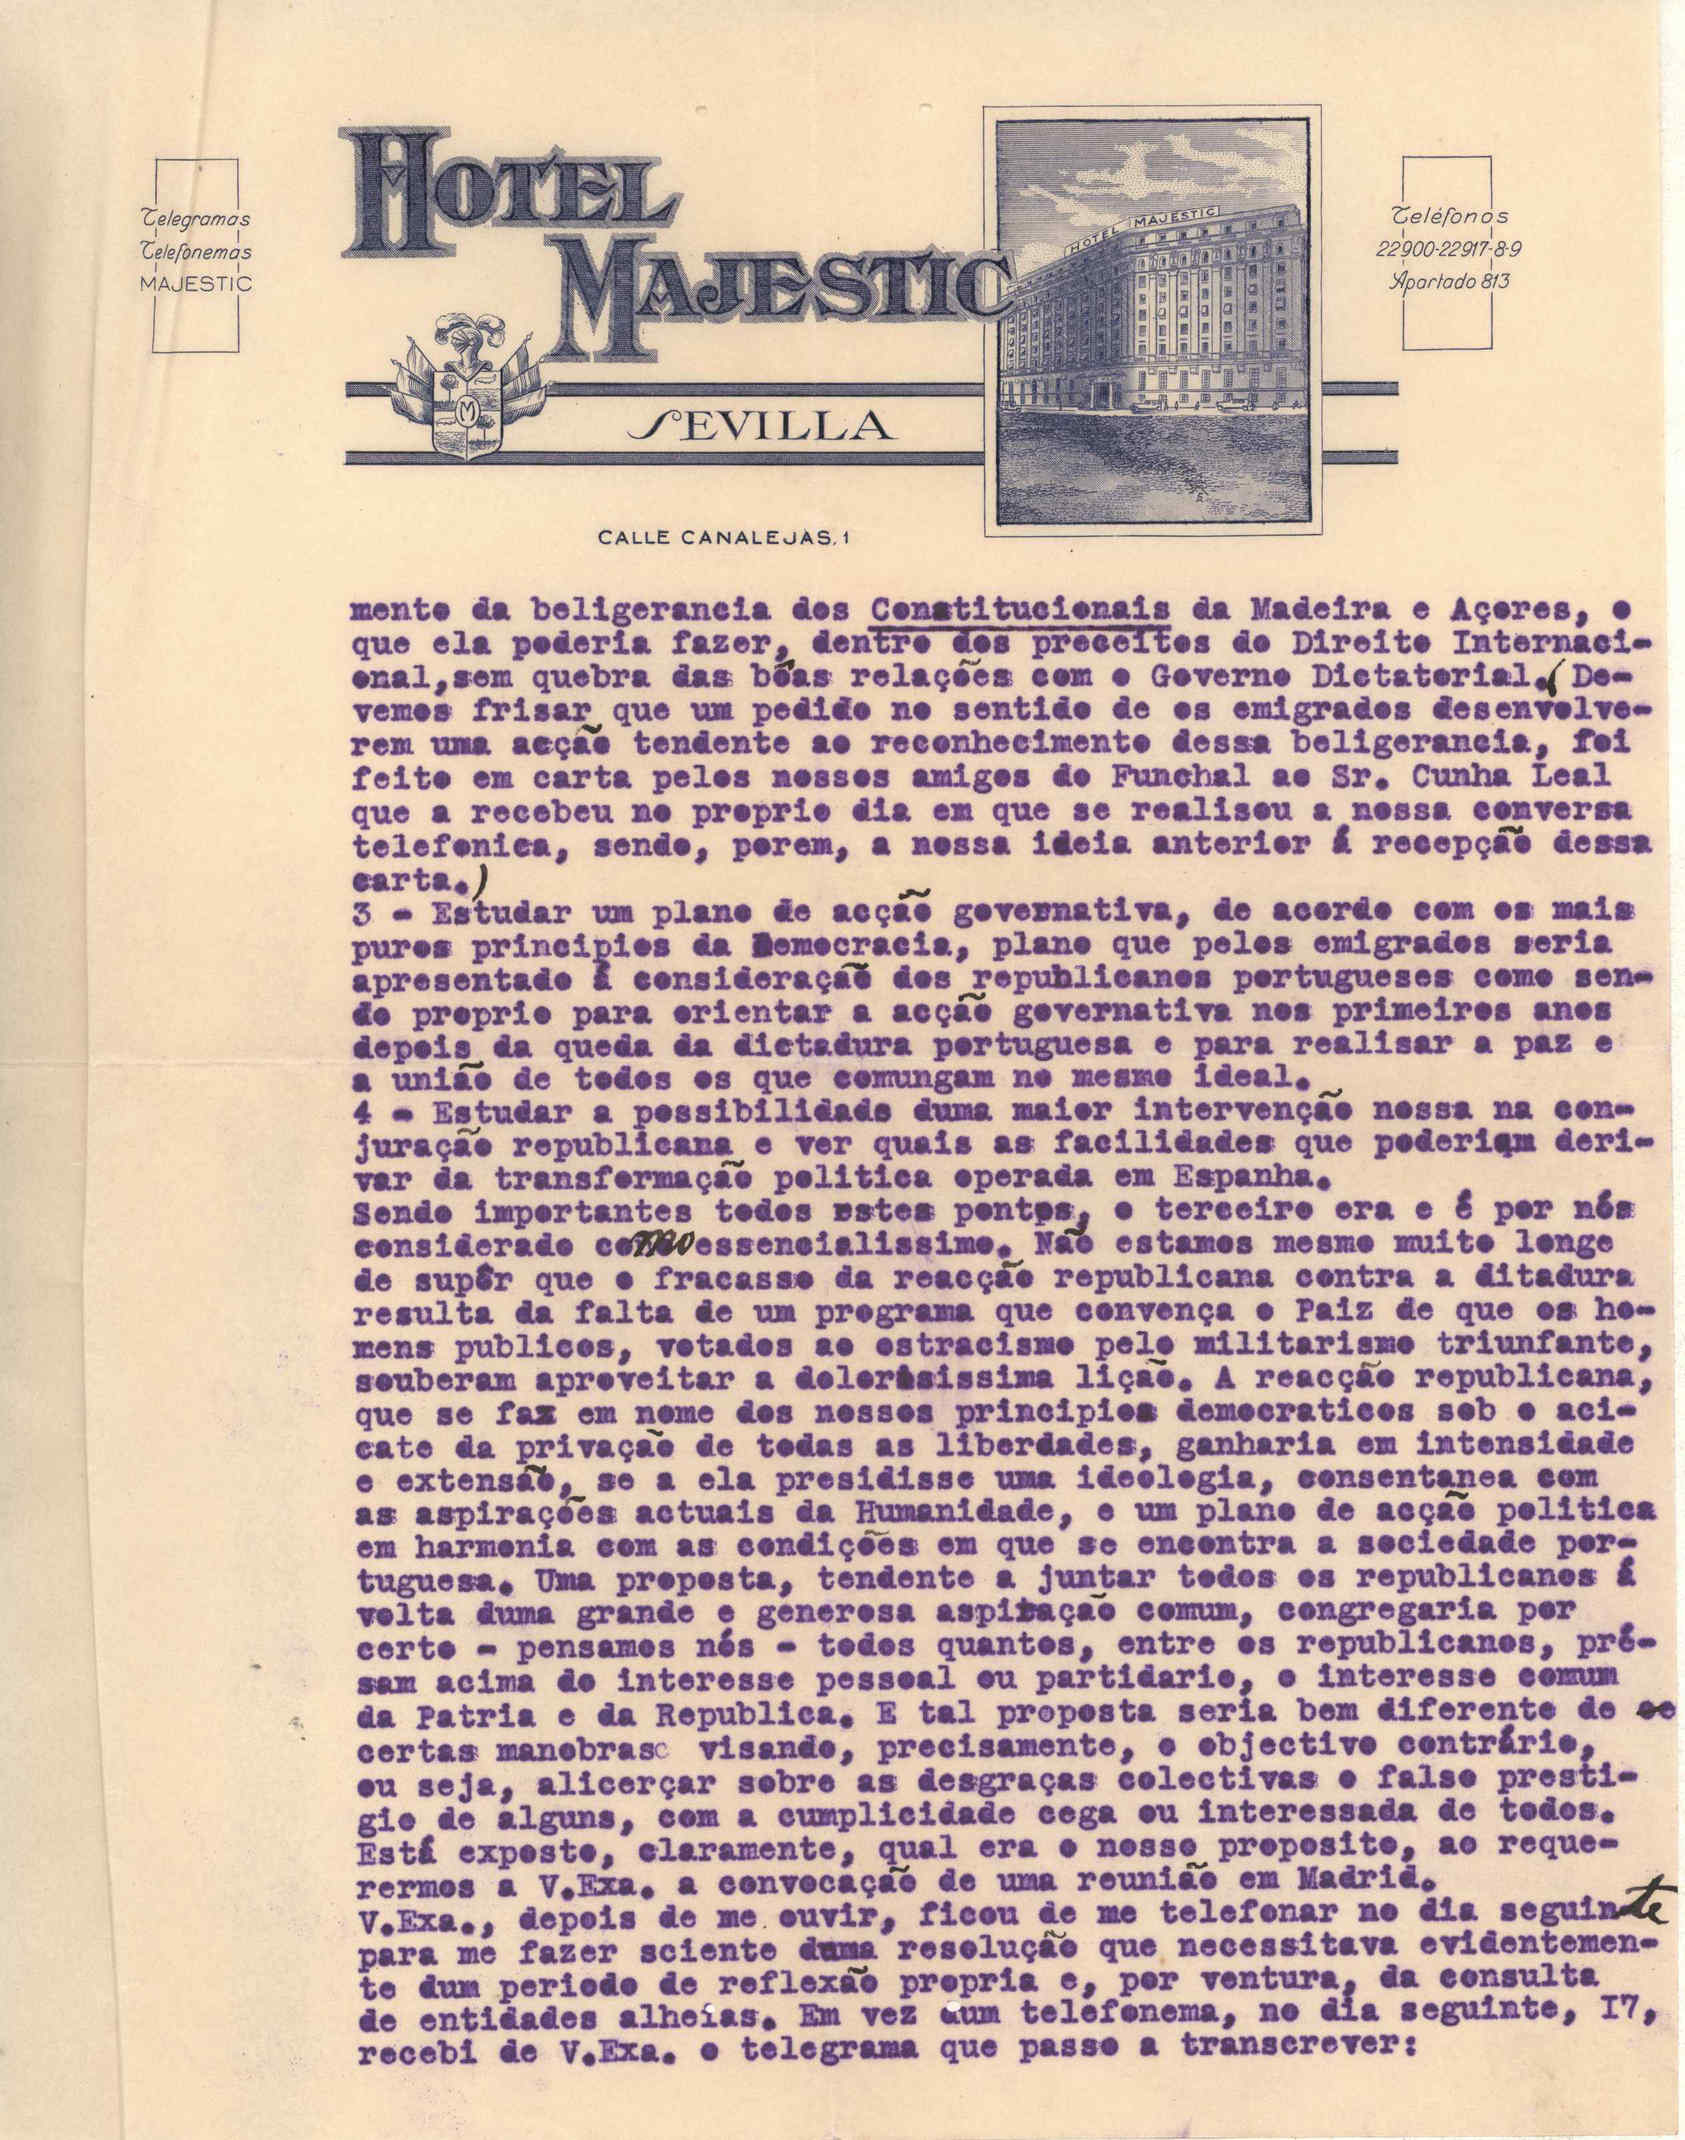 Telegramas
Telefonemas
MAJESTIC
HOTEL
MAJESTIC
HOTEL MAJESTIC
Teléfonos
22900-22917-8-9
Apartado 813
M
SEVILLA
CALLE CANALEJAS, 1
mento da beligerancia dos Constitucionais da Madeira e Açores, o
que ela poderia fazer, dentro dos preceitos do Direito Internaci-
onal,sem quebra das bôas relações com o Governo Dictatorial.( De-
vemos frisar que um pedido no sentido de os emigrados desenvolve-
rem uma acção tendente ao reconhecimento dessa beligerancia, foi
feito em carta pelos nossos amigos do Funchal ao Sr. Cunha Leal
que a recebeu no proprio dia em que se realisou a nossa conversa
telefonica, sendo, porem, a nossa ideia anterior á recepção dessa
carta.)
3 - Estudar um plano de acção governativa, de acordo com os mais
puros principios da Democracia, plano que pelos emigrados seria
apresentado á consideração dos republicanos portugueses como sen-
do proprio para orientar a acção governativa nos primeiros anos
depois da queda da dictadura portuguesa e para realisar a paz e
a união de todos os que comungam no mesmo ideal.
4 - Estudar a possibilidade duma maior intervenção nossa na con-
juração republicana e ver quais as facilidades que poderiam deri-
var da transformação politica operada em Espanha.
Sendo importantes todos estes pontos, o terceiro era e é por nós
considerado como essencialissimo. Não estamos mesmo muito longe
de supôr que o fracasso da reacção republicana contra a ditadura
resulta da falta de um programa que convença o Paiz de que os ho-
mens publicos, votados ao ostracismo pelo militarismo triunfante,
souberam aproveitar a dolorosissima lição. A reacção republicana,
que se faz em nome dos nossos principios democraticos sob o aci-
cate da privação de todas as liberdades, ganharia em intensidade
e extensão, se a ela presidisse uma ideologia, consentanea com
as aspirações actuais da Humanidade, e um plano de acção politica
em harmonia com as condições em que se encontra a sociedade por-
tuguesa. Uma proposta, tendente a juntar todos os republicanos á
volta duma grande e generosa aspiração comum, congregaria por
certo - pensamos nós - todos quantos, entre os republicanos, pré-
sam acima do interesse pessoal ou partidario, o interesse comum
da Patria e da Republica. E tal proposta seria bem diferente de ce
certas manobras visando, precisamente, o objectivo contrário,
ou seja, alicerçar sobre as desgraças colectivas o falso presti-
gio de alguns, com a cumplicidade cega ou interessada de todos.
Está exposto, claramente, qual era o nosso proposito, ao reque-
rermos a V.Exa. a convocação de uma reunião em Madrid.
V.Exa., depois de me ouvir, ficou de me telefonar no dia seguinte
para me fazer sciente duma resolução que necessitava evidentemen-
te dum periodo de reflexão propria e, por ventura, da consulta
de entidades alheias. Em vez dum telefonema, no dia seguinte, I7,
recebi de V.Exa. o telegrama que passo a transcrever: